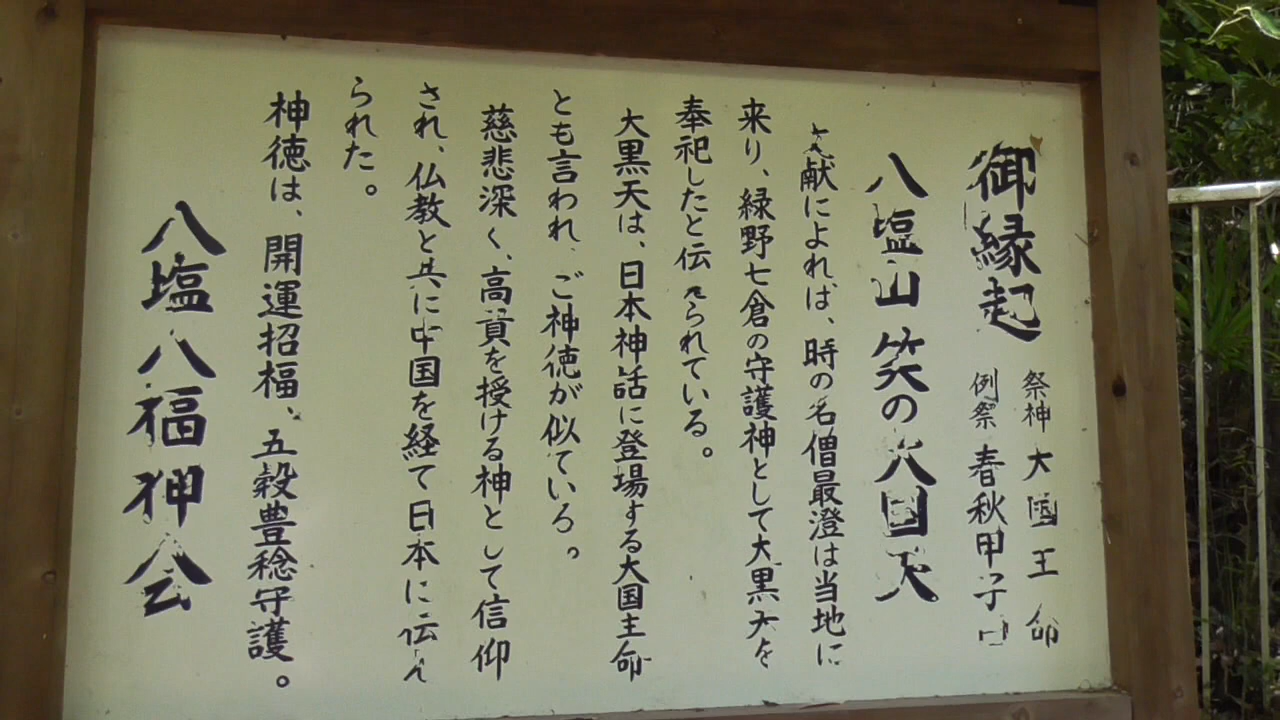 御縁起
祭神 大国主命
例祭 春秋甲子日
八塩山 笑の大国天
文献によれば、時の名僧最澄は当地に
来り、緑野七倉の守護神として大黒天を
奉祀したと伝えられている。
大黒天は、日本神話に登場する大国主命
とも言われ、ご神徳が似ている。
慈悲深く、高貴を授ける神として信仰
され、仏教と共に中国を経て日本に伝え
られた。
神徳は、開運招福、五穀豊稔守護。
八塩八福神会